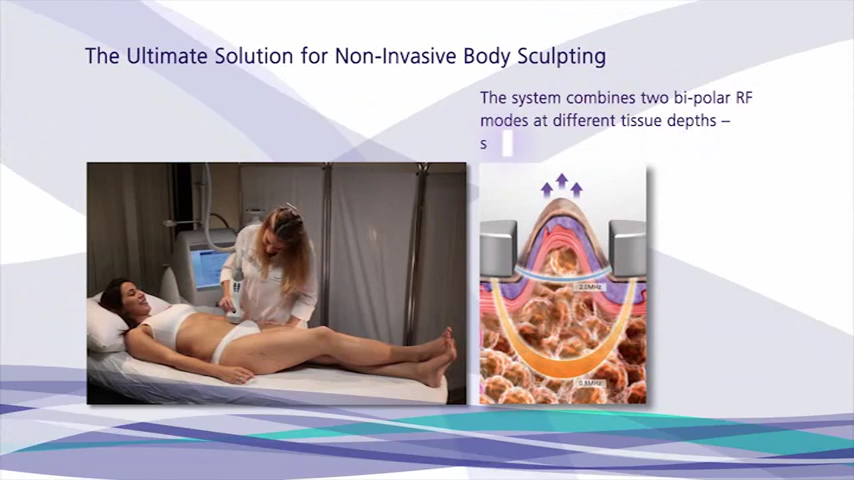 The Ultimate Solution for Non-Invasive Body Sculpting
The system combines two bi-polar RF
modes at different tissue depths –
s
2.0MHz
0.8MHz